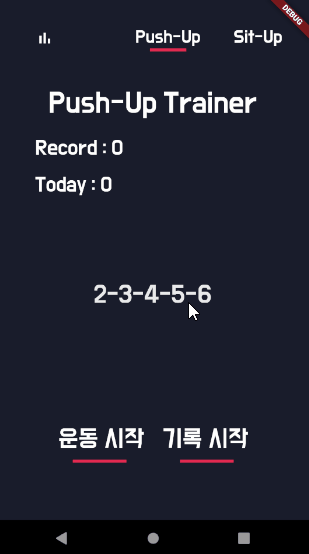 Push-Up Sit-Up
DEBUG
Push-Up Trainer
Record : 0
Today : 0
2-3-4-5-6
운동 시작 기록 시작